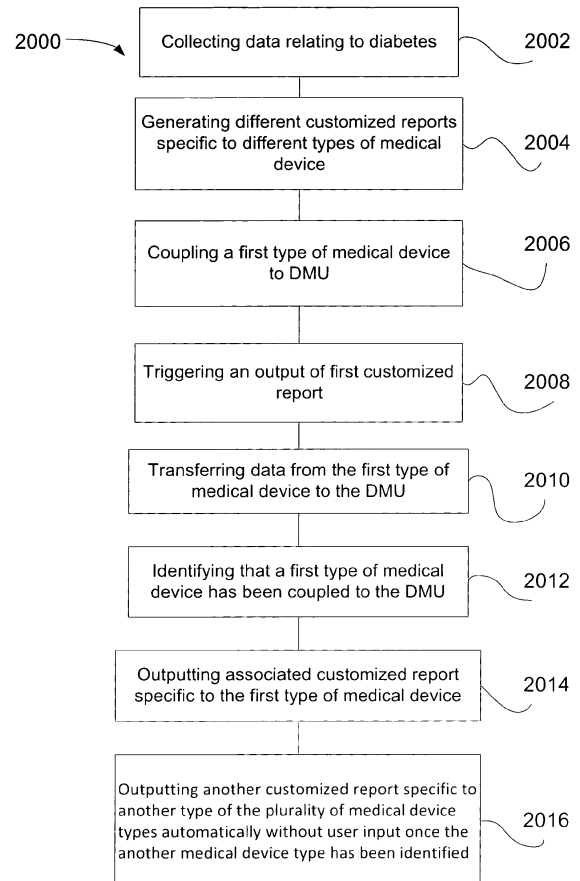 2000
Collecting data relating to diabetes
2002
Generating different customized reports
specific to different types of medical
device
2004
Coupling a first type of medical device
to DMU
2006
Triggering an output of first customized
report
2008
Transferring data from the first type of
medical device to the DMU
2010
Identifying that a first type of medical
device has been coupled to the DMU
2012
Outputting associated customized report
specific to the first type of medical device
2014
Outputting another customized report specific to
another type of the plurality of medical device
types automatically without user input once the
another medical device type has been identified
2016